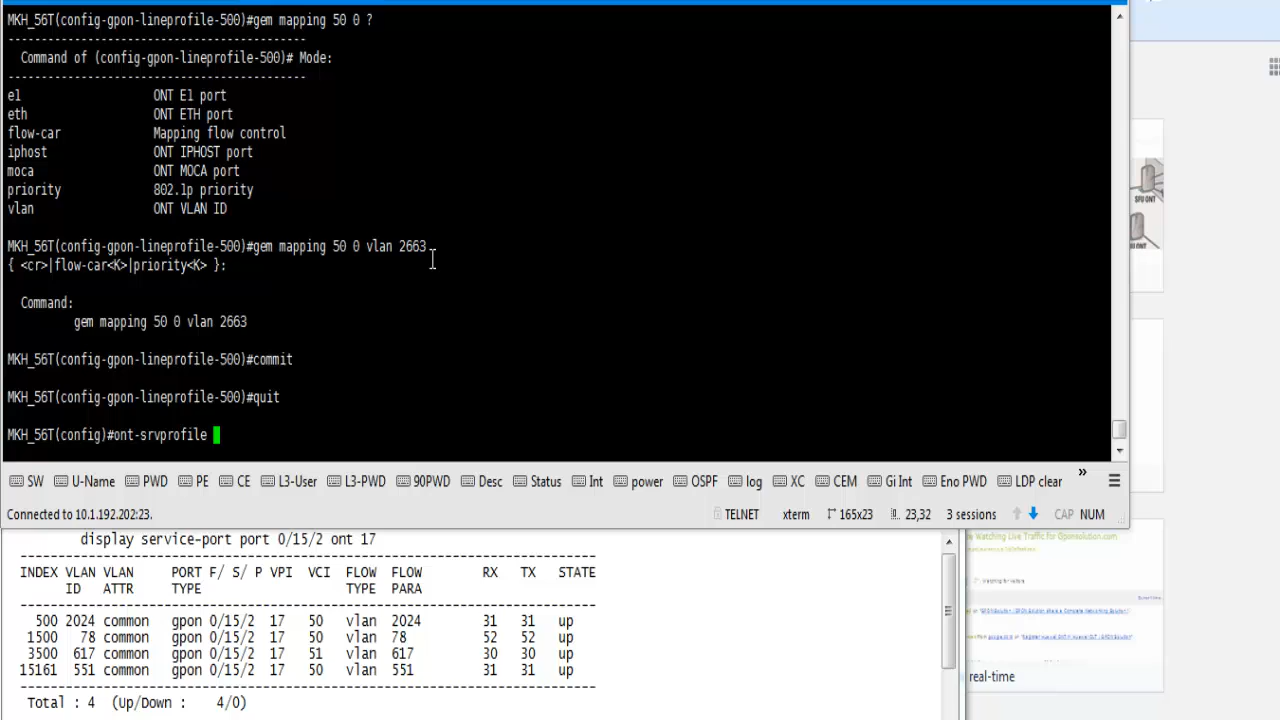 MKH_56T(config-gpon-lineprofile-500)#gem mapping 50 0 ?
---------------------------------------------
Command of (config-gpon-lineprofile-500)# Mode:
---------------------------------------------
e1 ONT E1 port
eth ONT ETH port
flow-car Mapping flow control
iphost ONT IPHOST port
moca ONT MOCA port
priority 802.1p priority
vlan ONT VLAN ID
MKH_56T(config-gpon-lineprofile-500)#gem mapping 50 0 vlan 2663
{ <cr>|flow-car<K>|priority<K> }:
Command:
gem mapping 50 0 vlan 2663
MKH_56T(config-gpon-lineprofile-500)#commit
MKH_56T(config-gpon-lineprofile-500)#quit
MKH_56T(config)#ont-srvprofile
SW U-Name PWD PE CE L3-User L3-PWD 90PWD Desc Status Int power OSPF log XC CEM Gi Int Eno PWD LDP clear »
Connected to 10.1.192.202:23. TELNET xterm 165x23 23,32 3 sessions CAP NUM
display service-port port 0/15/2 ont 17
-----------------------------------------------------------------------
INDEX VLAN VLAN PORT F/ S/ P VPI VCI FLOW FLOW RX TX STATE
ID ATTR TYPE TYPE PARA
-----------------------------------------------------------------------
500 2024 common gpon 0/15/2 17 50 vlan 2024 31 31 up
1500 78 common gpon 0/15/2 17 50 vlan 78 52 52 up
3500 617 common gpon 0/15/2 17 51 vlan 617 30 30 up
15161 551 common gpon 0/15/2 17 50 vlan 551 31 31 up
-----------------------------------------------------------------------
Total : 4 (Up/Down : 4/0)
SFU ONT
Watching Live Traffic for Gponsolution.com
real-time